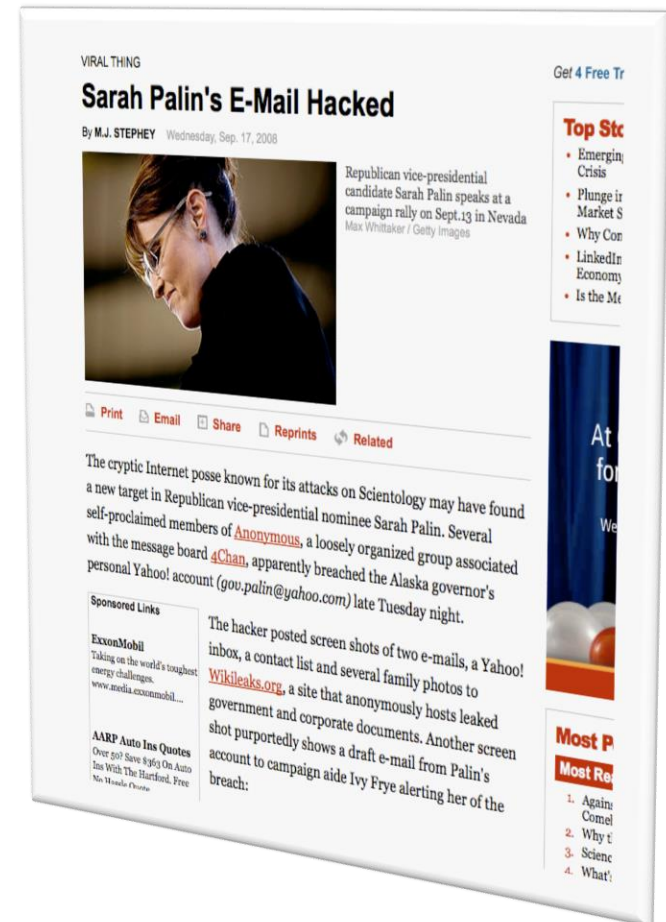 VIRAL THING
Sarah Palin's E-Mail Hacked
By M.J. STEPHEY Wednesday, Sep. 17, 2008
Republican vice-presidential
candidate Sarah Palin speaks at a
campaign rally on Sept.13 in Nevada
Max Whittaker / Getty Images
Print Email Share Reprints Related
The cryptic Internet posse known for its attacks on Scientology may have found
a new target in Republican vice-presidential nominee Sarah Palin. Several
self-proclaimed members of Anonymous, a loosely organized group associated
with the message board 4Chan, apparently breached the Alaska governor's
personal Yahoo! account (gov.palin@yahoo.com) late Tuesday night.
Sponsored Links
ExxonMobil
Taking on the world's toughest
energy challenges.
www.media.exxonmobil....
AARP Auto Ins Quotes
Over 50? Save $363 On Auto
Ins With The Hartford. Free
No Hassle Quote
The hacker posted screen shots of two e-mails, a Yahoo!
inbox, a contact list and several family photos to
Wikileaks.org, a site that anonymously hosts leaked
government and corporate documents. Another screen
shot purportedly shows a draft e-mail from Palin's
account to campaign aide Ivy Frye alerting her of the
breach:
Get 4 Free Tr
Top Sto
• Emerging
Crisis
• Plunge in
Market S
• Why Con
• LinkedIn
Economy
• Is the Me
At
for
We
Most P
Most Rea
1. Agains
Comel
2. Why t
3. Scienc
4. What's